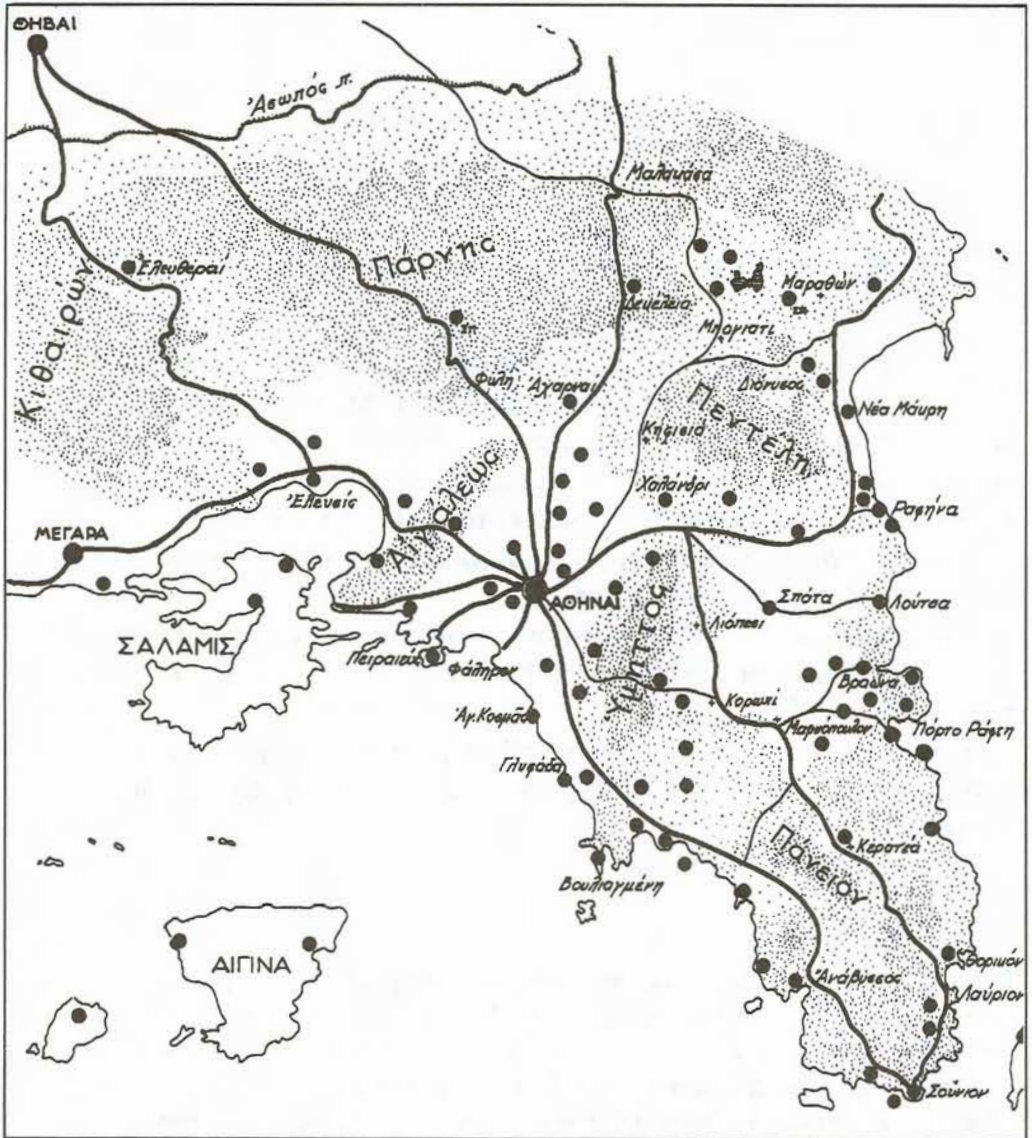 ΘΗΒΑΙ
Ἀσωπός π.
Μαλακάσα
Πάρνης
Ἐλευθεραί
Κιθαιρών
Δεκέλεια
Μαραθών
σπ.
σπ.
Μπογιάτι
Φυλή
Ἀχαρναί
Διόνυσος
Πεντέλη
Νέα Μάκρη
Κηφισιά
Χαλάνδρι
Ραφήνα
Ἐλευσίς
Αἰγάλεως
ΜΕΓΑΡΑ
ΑΘΗΝΑΙ
Σπάτα
Λούτσα
Λιόπεσι
ΣΑΛΑΜΙΣ
Πειραιεύς
Φάληρον
Ὑμηττός
Βραώνα
Κορωπί
Μαρκόπουλον
Πόρτο Ράφτη
Ἁγ. Κοσμᾶς
Γλυφάδα
Κερατέα
Πάνειον
Βουλιαγμένη
ΑΙΓΙΝΑ
Θορικόν
Ἀνάβυσσος
Λαύριον
Σούνιον